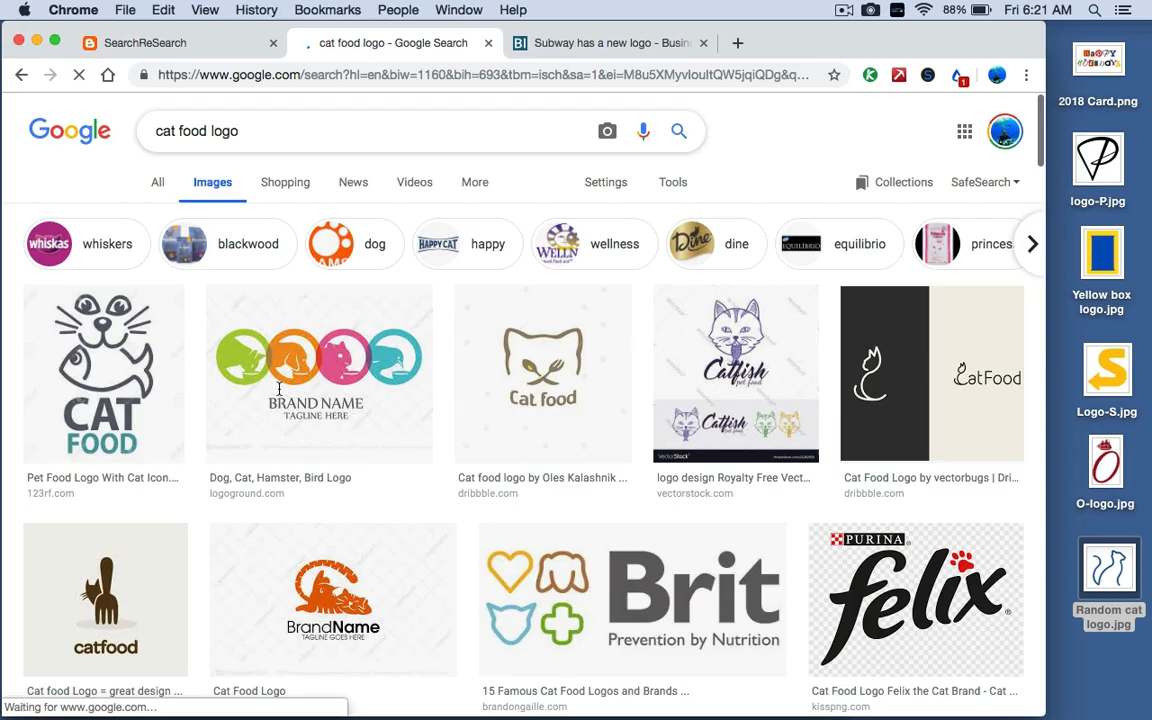 Chrome File Edit View History Bookmarks People Window Help 88% Fri 6:21 AM
SearchReSearch
cat food logo - Google Search
Subway has a new logo - Busin
https://www.google.com/search?hl=en&biw=1160&bih=693&tbm=isch&sa=1&ei=M8u5XMyvIouItQW5jqiQDg&q...
Google
cat food logo
All Images Shopping News Videos More Settings Tools Collections SafeSearch
whiskas whiskers
blackwood
dog
HAPPY CAT happy
WELLN wellness
Dine dine
EQUILÍBRIO equilibrio
princes
CAT
FOOD
BRAND NAME
TAGLINE HERE
Cat food
Catfish
pet food
Catfish
VectorStock
CatFood
Pet Food Logo With Cat Icon....
123rf.com
Dog, Cat, Hamster, Bird Logo
logoground.com
Cat food logo by Oles Kalashnik ...
dribbble.com
logo design Royalty Free Vect...
vectorstock.com
Cat Food Logo by vectorbugs | Dri...
dribbble.com
catfood
BrandName
TAGLINE GOES HERE
Brit
Prevention by Nutrition
PURINA
felix
Cat food Logo = great design ...
Cat Food Logo
15 Famous Cat Food Logos and Brands ...
brandongaille.com
Cat Food Logo Felix the Cat Brand - Cat ...
kisspng.com
Waiting for www.google.com...
2018 Card.png
logo-P.jpg
Yellow box
logo.jpg
Logo-S.jpg
O-logo.jpg
Random cat
logo.jpg